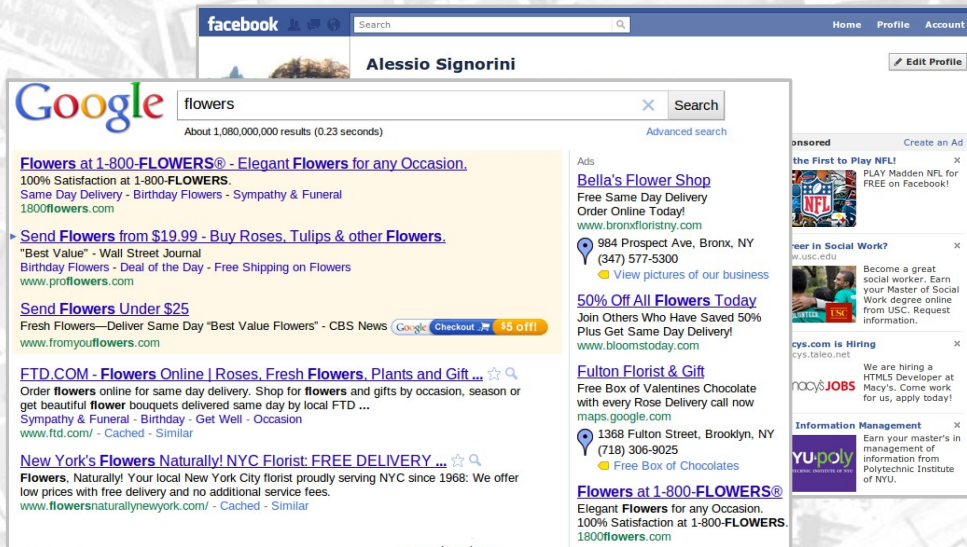 facebook
Search
Home Profile Account
Alessio Signorini
Edit Profile
Google
flowers
Search
About 1,080,000,000 results (0.23 seconds)
Advanced search
Flowers at 1-800-FLOWERS® - Elegant Flowers for any Occasion.
100% Satisfaction at 1-800-FLOWERS.
Same Day Delivery - Birthday Flowers - Sympathy & Funeral
1800flowers.com
Send Flowers from $19.99 - Buy Roses, Tulips & other Flowers.
"Best Value" - Wall Street Journal
Birthday Flowers - Deal of the Day - Free Shipping on Flowers
www.proflowers.com
Send Flowers Under $25
Fresh Flowers—Deliver Same Day “Best Value Flowers” - CBS News Google Checkout $5 off!
www.fromyouflowers.com
FTD.COM - Flowers Online | Roses, Fresh Flowers, Plants and Gift ...
Order flowers online for same day delivery. Shop for flowers and gifts by occasion, season or
get beautiful flower bouquets delivered same day by local FTD ...
Sympathy & Funeral - Birthday - Get Well - Occasion
www.ftd.com/ - Cached - Similar
New York's Flowers Naturally! NYC Florist: FREE DELIVERY ...
Flowers, Naturally! Your local New York City florist proudly serving NYC since 1968: We offer
low prices with free delivery and no additional service fees.
www.flowersnaturallynewyork.com/ - Cached - Similar
Ads
Bella's Flower Shop
Free Same Day Delivery
Order Online Today!
www.bronxfloristny.com
984 Prospect Ave, Bronx, NY
(347) 577-5300
View pictures of our business
50% Off All Flowers Today
Join Others Who Have Saved 50%
Plus Get Same Day Delivery!
www.bloomstoday.com
Fulton Florist & Gift
Free Box of Valentines Chocolate
with every Rose Delivery call now
maps.google.com
1368 Fulton Street, Brooklyn, NY
(718) 306-9025
Free Box of Chocolates
Flowers at 1-800-FLOWERS®
Elegant Flowers for any Occasion.
100% Satisfaction at 1-800-FLOWERS.
1800flowers.com
onsored
Create an Ad
the First to Play NFL!
NFL
PLAY Madden NFL for
FREE on Facebook!
eer in Social Work?
w.usc.edu
USC
Become a great
social worker. Earn
your Master of Social
Work degree online
from USC. Request
information.
cys.com is Hiring
cys.taleo.net
macy's JOBS
We are hiring a
HTML5 Developer at
Macy's. Come work
for us, apply today!
Information Management
YU·poly
Earn your master's in
management of
information from
Polytechnic Institute
of NYU.